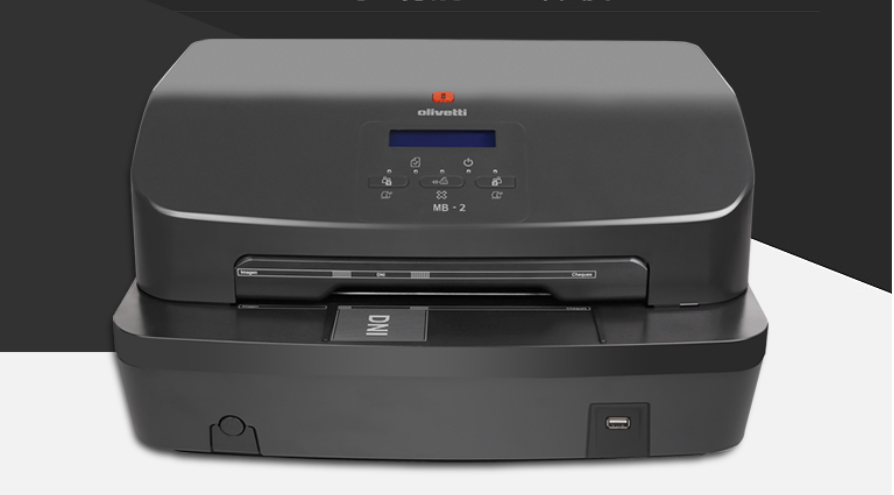 olivetti
MB - 2
Imagen
DNI
Cheques
DNI